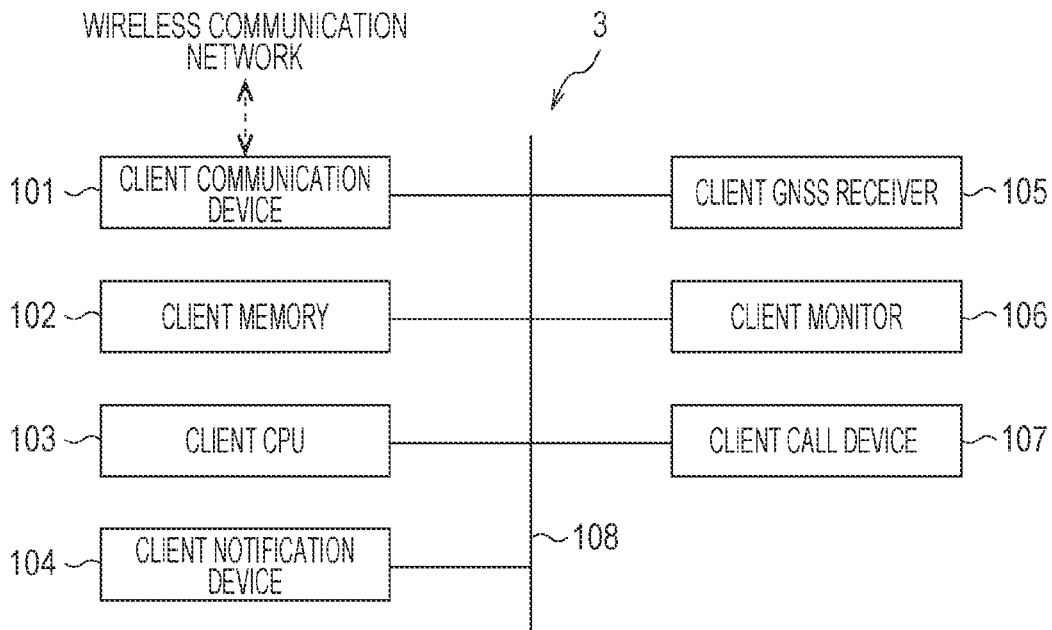 WIRELESS COMMUNICATION
NETWORK
3
101
CLIENT COMMUNICATION
DEVICE
CLIENT GNSS RECEIVER
105
102
CLIENT MEMORY
CLIENT MONITOR
106
103
CLIENT CPU
CLIENT CALL DEVICE
107
104
CLIENT NOTIFICATION
DEVICE
108